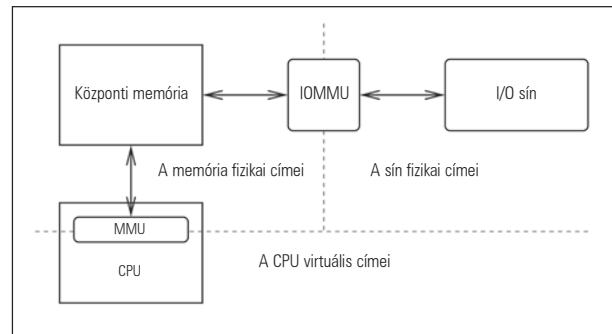 Központi memória
IOMMU
I/O sín
A memória fizikai címei
A sín fizikai címei
MMU
CPU
A CPU virtuális címei